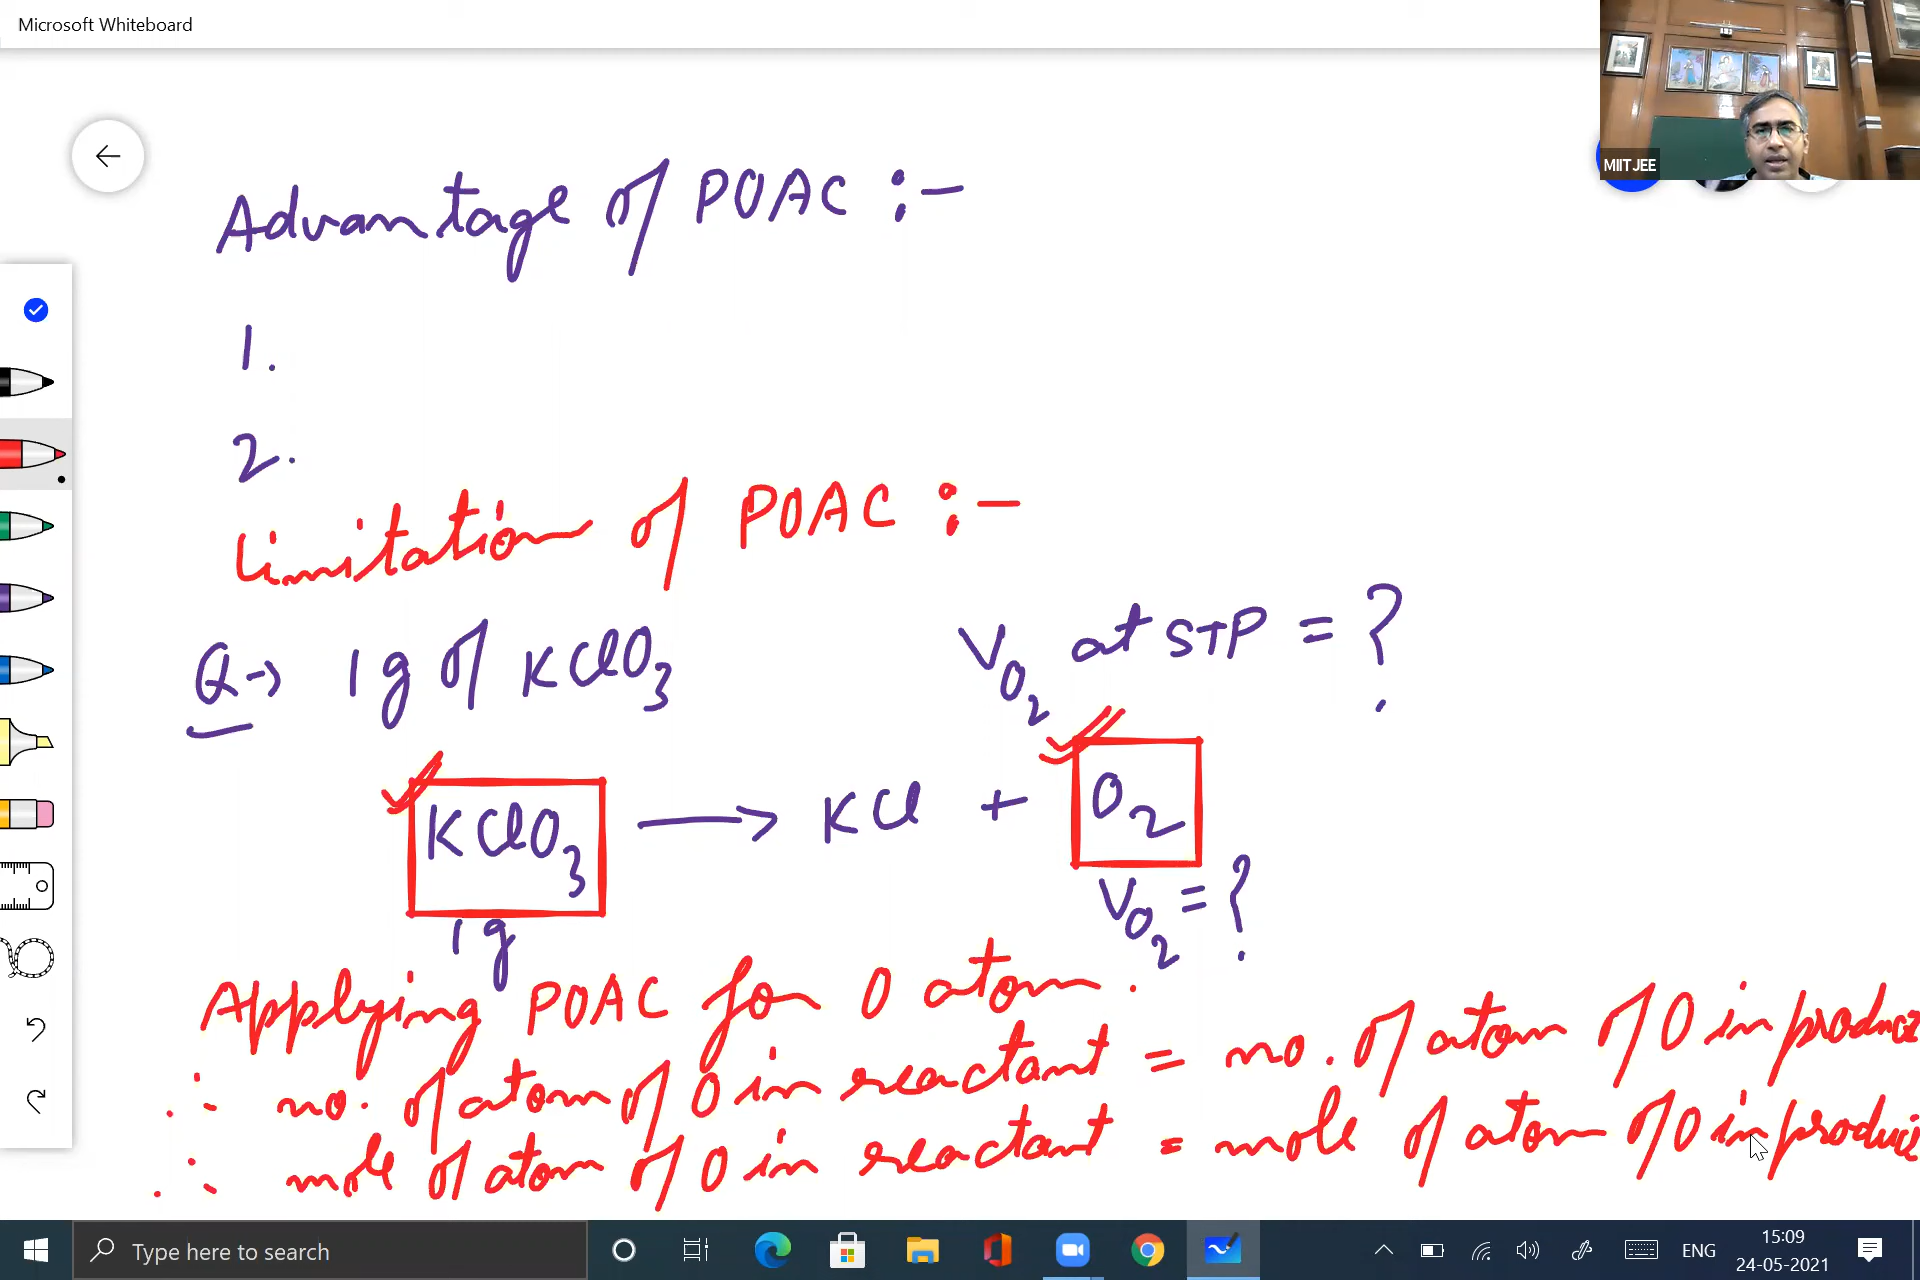 Microsoft Whiteboard
MIIT JEE
Advantage of POAC :-
1.
2.
Limitation of POAC :-
Q→ 1g of KClO3 VO2 at STP = ?
KClO3 → KCl + O2
1g VO2 = ?
Applying POAC for O atom.
∴ no. of atom of O in reactant = no. of atom of O in product
∴ mole of atom of O in reactant = mole of atom of O in product
Type here to search
ENG
15:09
24-05-2021